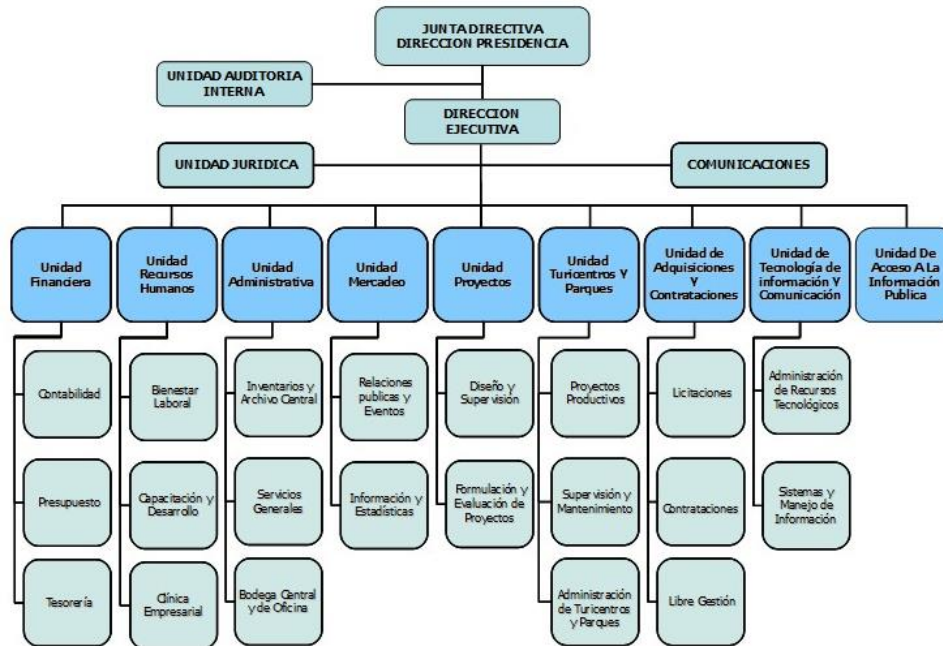 JUNTA DIRECTIVA
DIRECCION PRESIDENCIA
UNIDAD AUDITORIA
INTERNA
DIRECCION
EJECUTIVA
UNIDAD JURIDICA
COMUNICACIONES
Unidad
Financiera
Unidad
Recursos
Humanos
Unidad
Administrativa
Unidad
Mercadeo
Unidad
Proyectos
Unidad
Turicentros Y
Parques
Unidad de
Adquisiciones
Y
Contrataciones
Unidad de
Tecnología de
información Y
Comunicación
Unidad De
Acceso A La
Información
Publica
Contabilidad
Bienestar
Laboral
Inventarios y
Archivo Central
Relaciones
publicas y
Eventos
Diseño y
Supervisión
Proyectos
Productivos
Licitaciones
Administración
de Recursos
Tecnológicos
Presupuesto
Capacitación y
Desarrollo
Servicios
Generales
Información y
Estadísticas
Formulación y
Evaluación de
Proyectos
Supervisión y
Mantenimiento
Contrataciones
Sistemas y
Manejo de
Información
Tesorería
Clínica
Empresarial
Bodega Central
y de Oficina
Administración
de Turicentros
y Parques
Libre Gestión